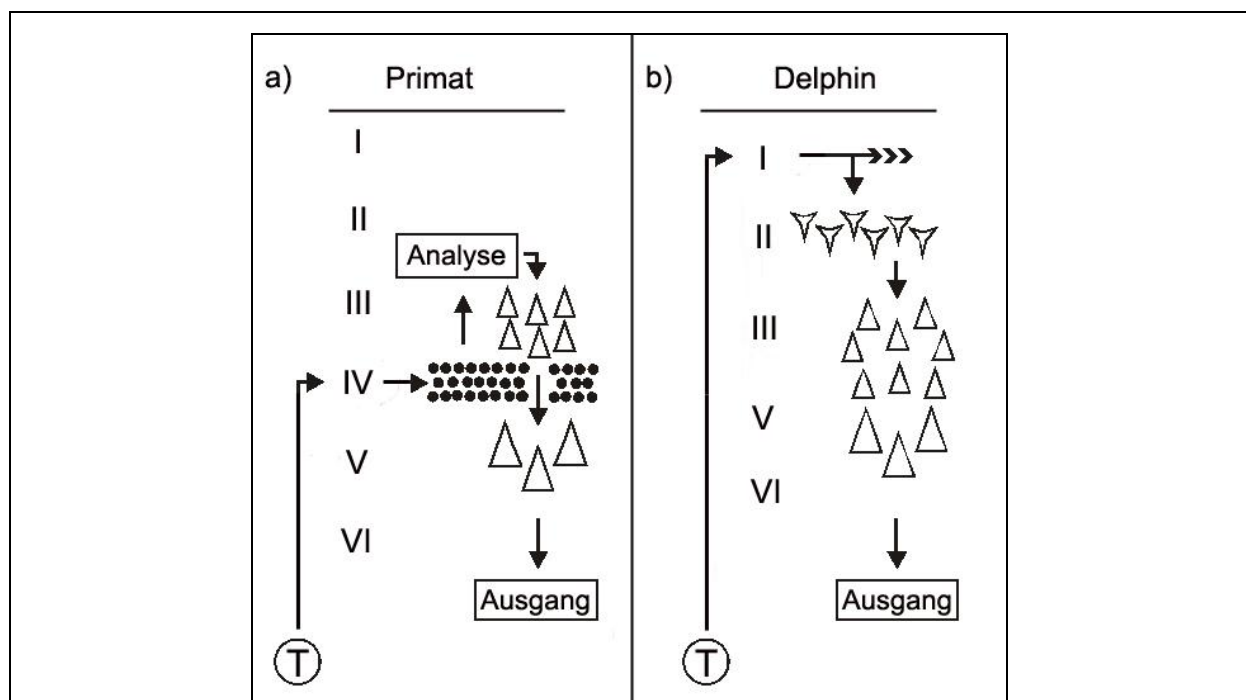 a) Primat
I
II
Analyse
III
IV
V
VI
Ausgang
T
b) Delphin
I
II
III
V
VI
Ausgang
T